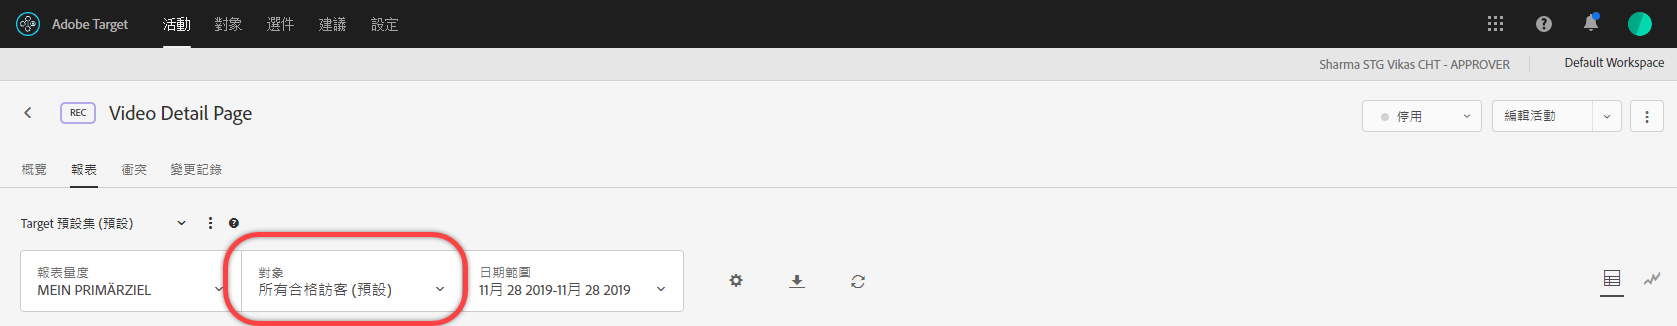 Adobe Target 活動 對象 選件 建議 設定
Sharma STG Vikas CHT - APPROVER Default Workspace
REC Video Detail Page 停用 編輯活動
概覽 報表 衝突 變更記錄
Target 預設集 (預設)
報表量度 對象 日期範圍
MEIN PRIMÄRZIEL 所有合格訪客 (預設) 11月 28 2019-11月 28 2019